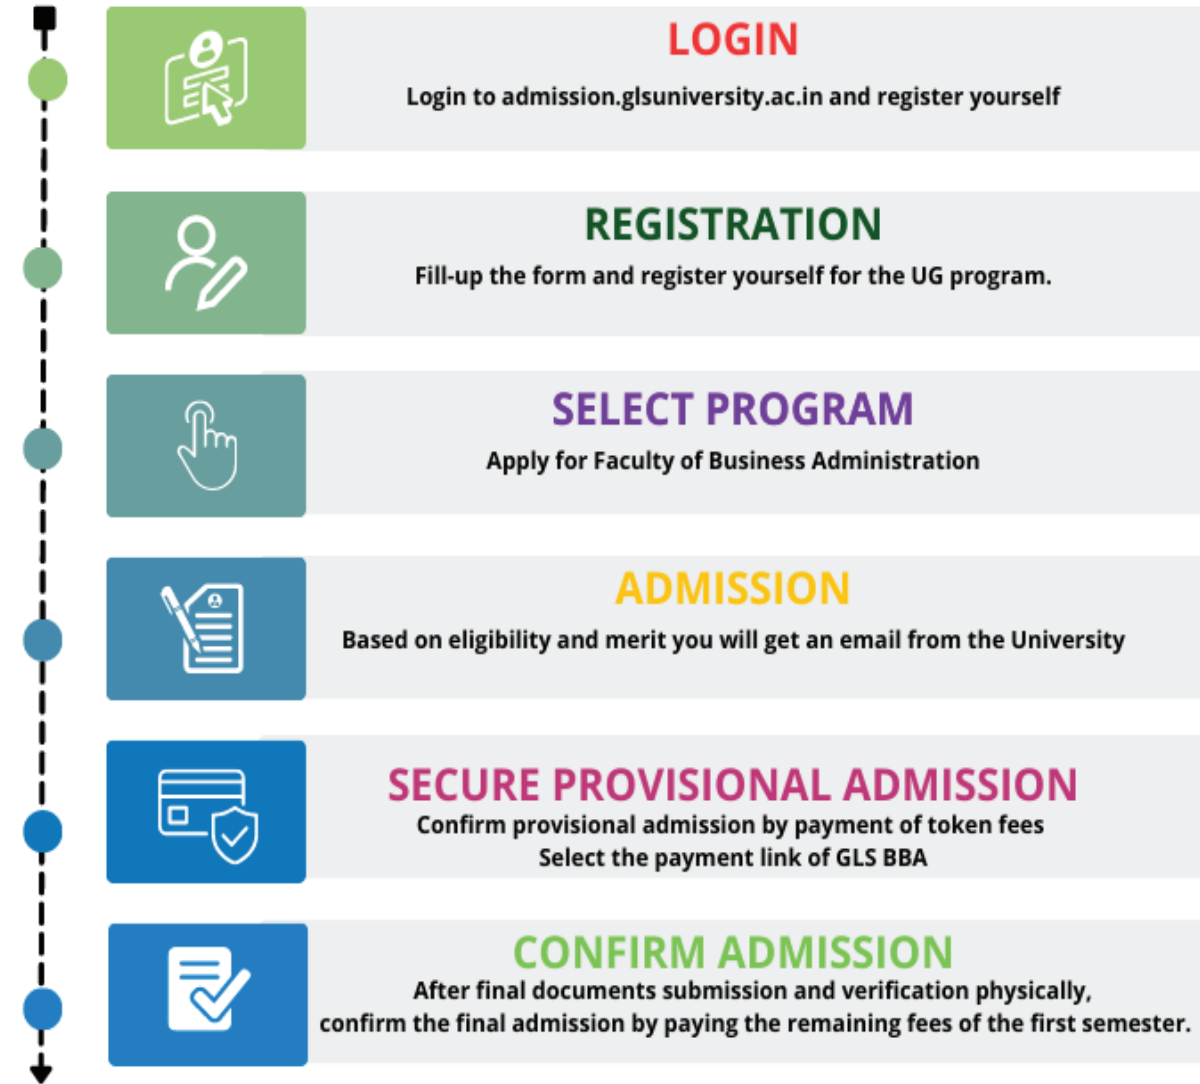 LOGIN
Login to admission.glsuniversity.ac.in and register yourself
REGISTRATION
Fill-up the form and register yourself for the UG program.
SELECT PROGRAM
Apply for Faculty of Business Administration
ADMISSION
Based on eligibility and merit you will get an email from the University
SECURE PROVISIONAL ADMISSION
Confirm provisional admission by payment of token fees
Select the payment link of GLS BBA
CONFIRM ADMISSION
After final documents submission and verification physically,
confirm the final admission by paying the remaining fees of the first semester.